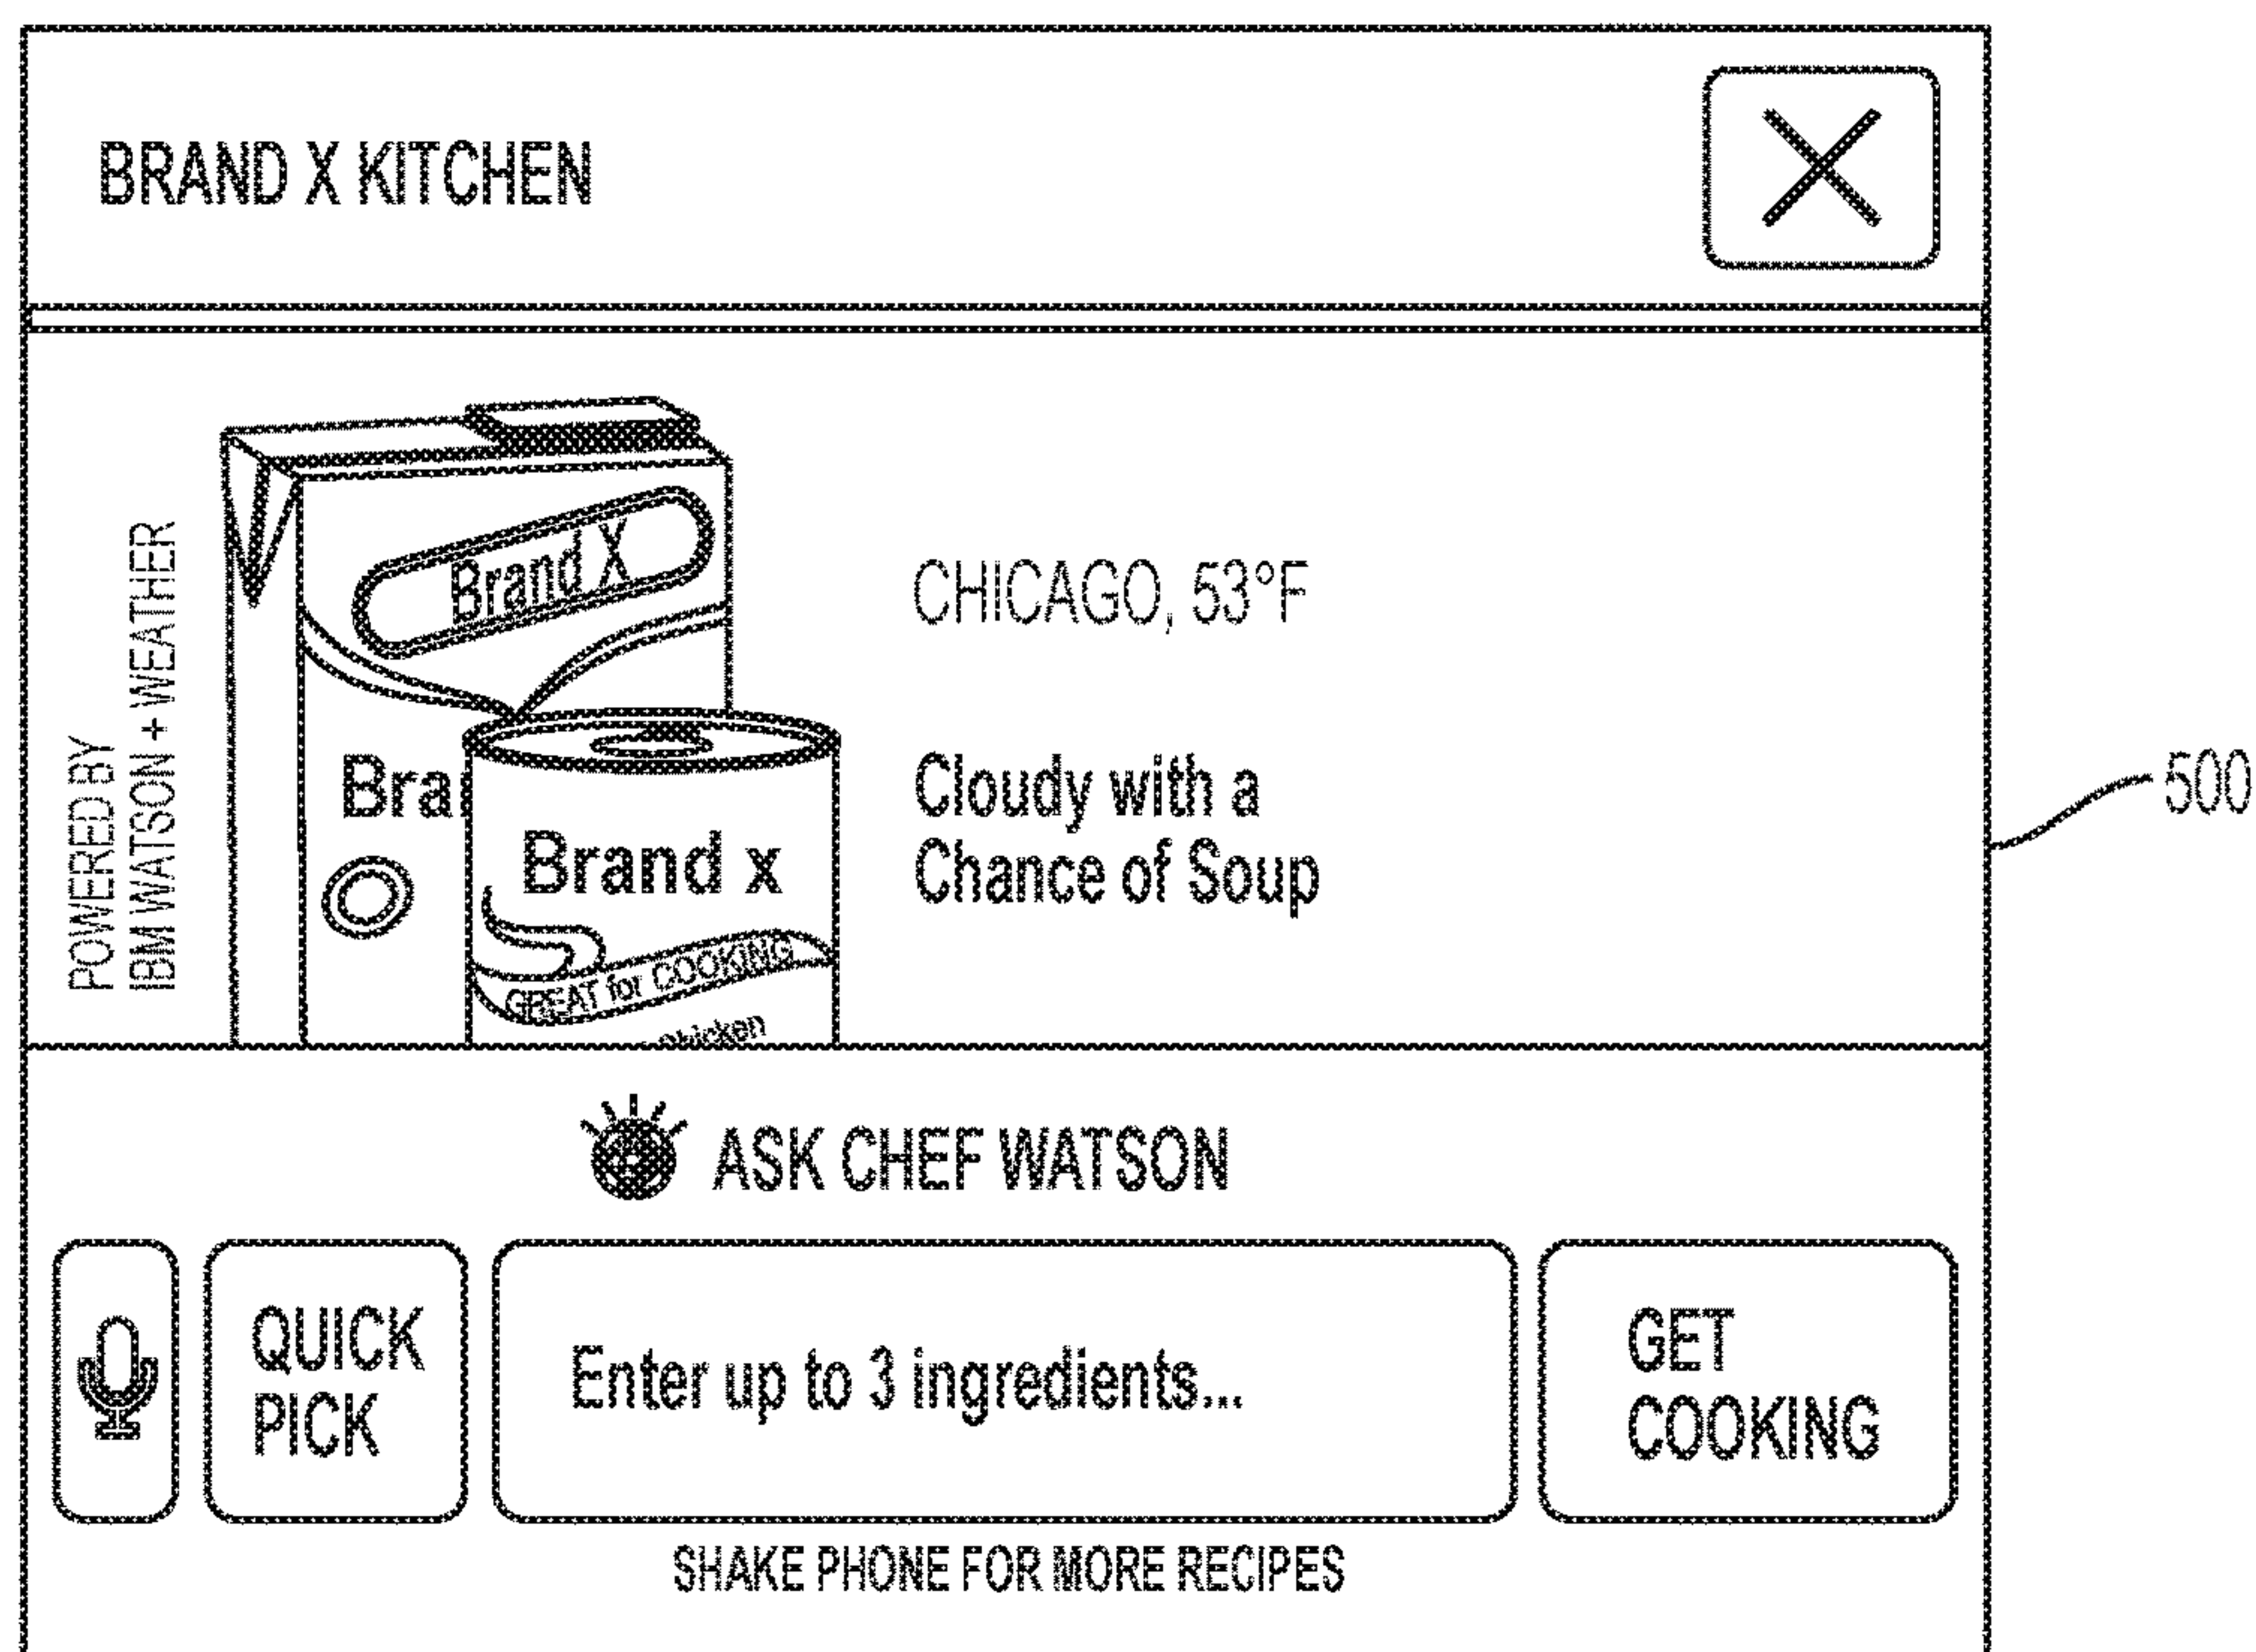 BRAND X KITCHEN
POWERED BY
IBM WATSON + WEATHER
Brand X
Bra
Brand x
GREAT for COOKING
chicken
CHICAGO, 53°F
Cloudy with a
Chance of Soup
500
ASK CHEF WATSON
QUICK
PICK
Enter up to 3 ingredients...
GET
COOKING
SHAKE PHONE FOR MORE RECIPES